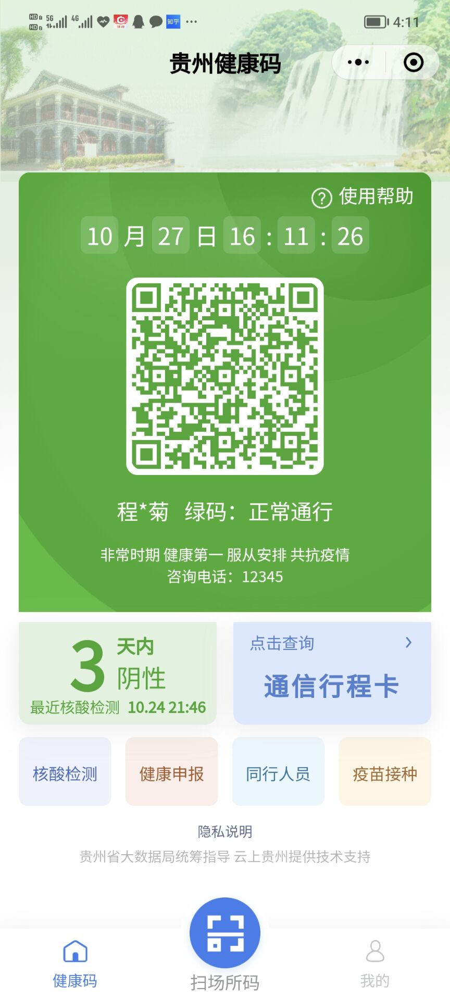 HD 1 5G 4G 4:11
HD 2
知乎
贵州健康码
使用帮助
10 月 27 日 16 : 11 : 26
程*菊 绿码：正常通行
非常时期 健康第一 服从安排 共抗疫情
咨询电话：12345
3 天内
阴性
最近核酸检测 10.24 21:46
点击查询
通信行程卡
核酸检测 健康申报 同行人员 疫苗接种
隐私说明
贵州省大数据局统筹指导 云上贵州提供技术支持
健康码 扫场所码 我的